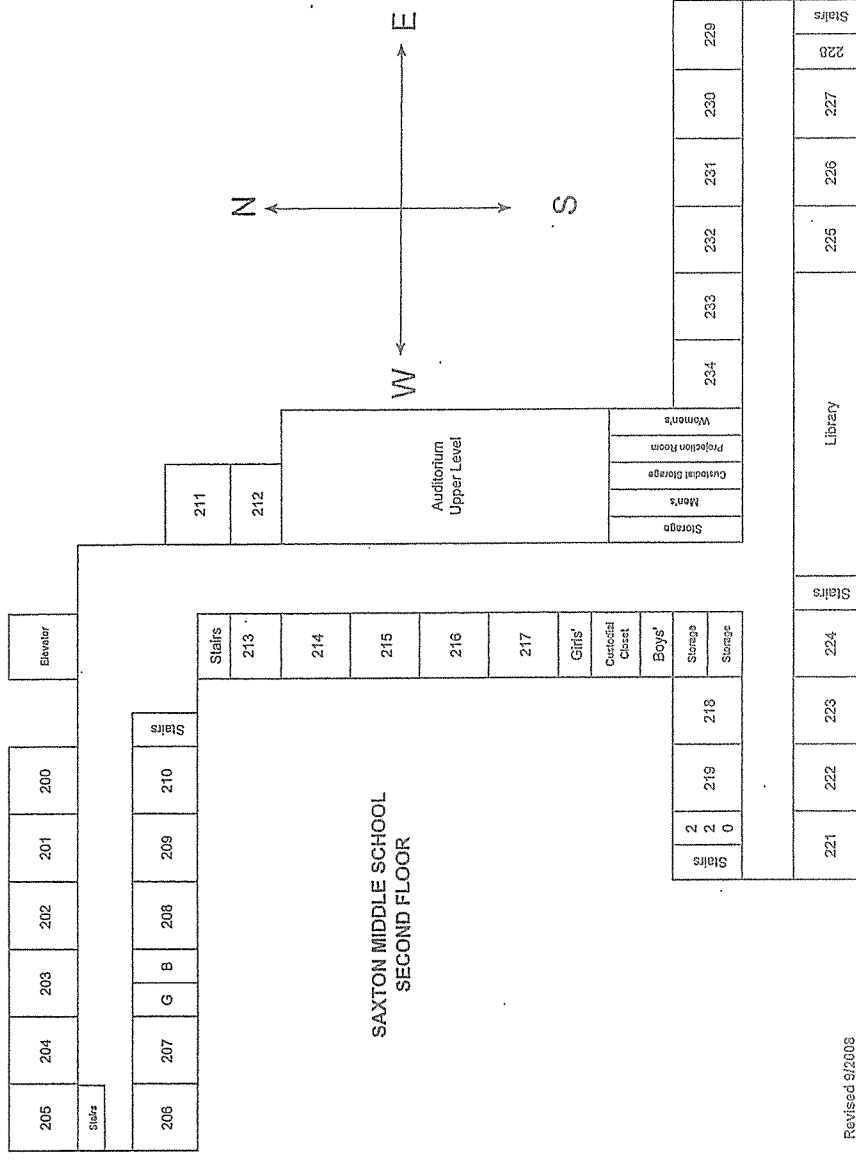 Elevator
205
204
203
202
201
200
Stairs
206
207
G
B
208
209
210
Stairs
211
212
Stairs
213
214
215
216
217
Girls'
Custodial
Closet
Boys'
Storage
Storage
Auditorium
Upper Level
Storage
Men's
Custodial Storage
Projection Room
Women's
N
W
E
S
SAXTON MIDDLE SCHOOL
SECOND FLOOR
Stairs
220
219
218
234
233
232
231
230
229
221
222
223
224
Stairs
Library
225
226
227
228
Stairs
Revised 9/2008